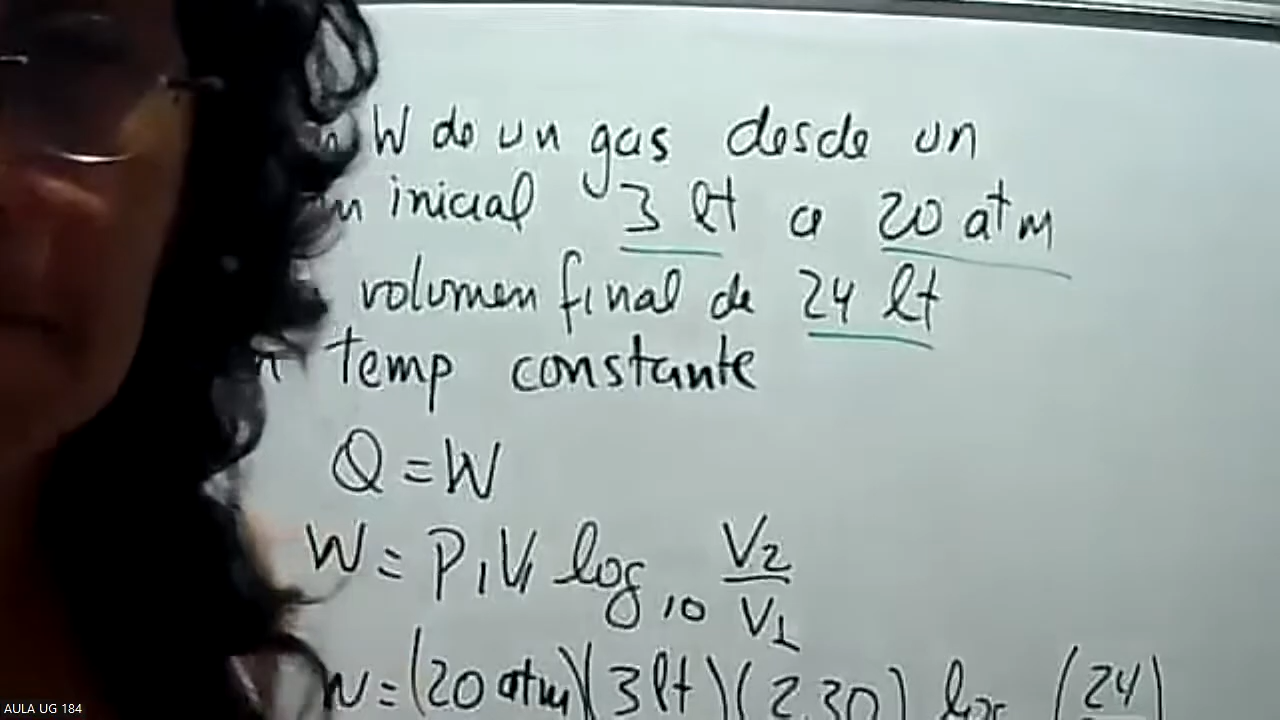 W de un gas desde un
inicial 3 lt a 20 atm
volumen final de 24 lt
temp constante
Q = W
W = P1V1 log10 V2/V1
W = (20 atm)(3 lt)(2.30) log (24
AULA UG 184